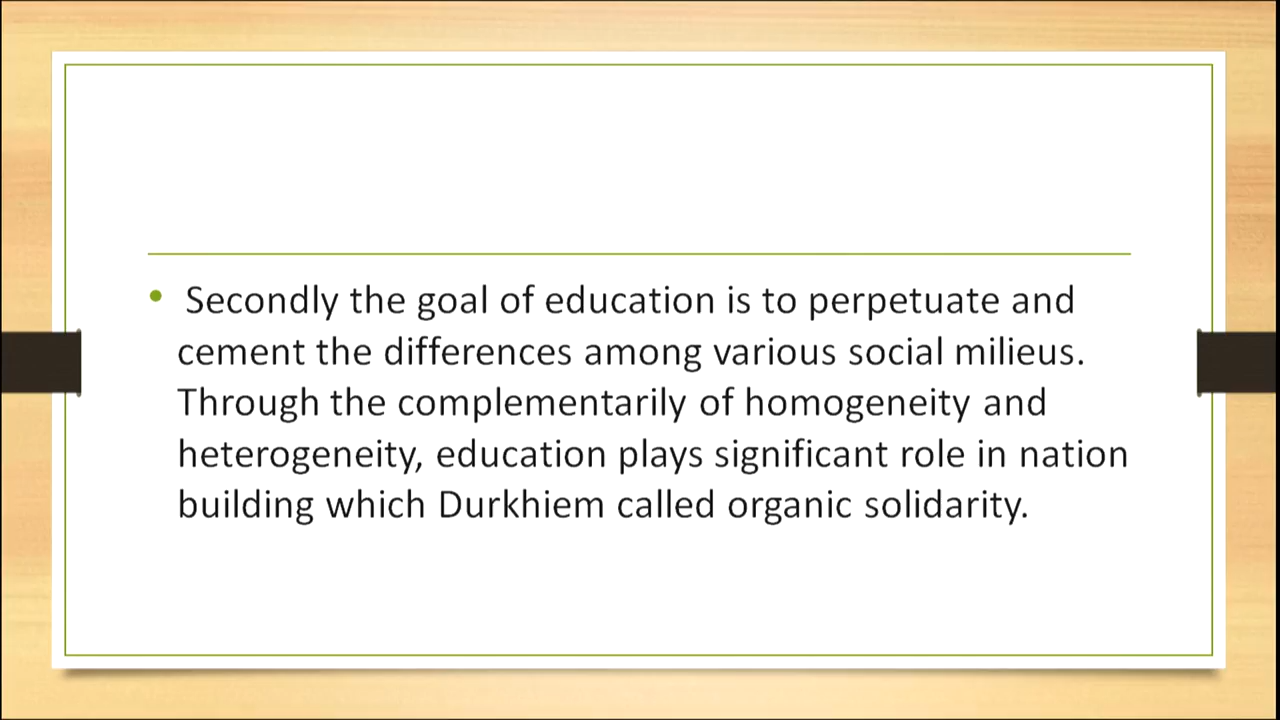 • Secondly the goal of education is to perpetuate and
cement the differences among various social milieus.
Through the complementarily of homogeneity and
heterogeneity, education plays significant role in nation
building which Durkhiem called organic solidarity.